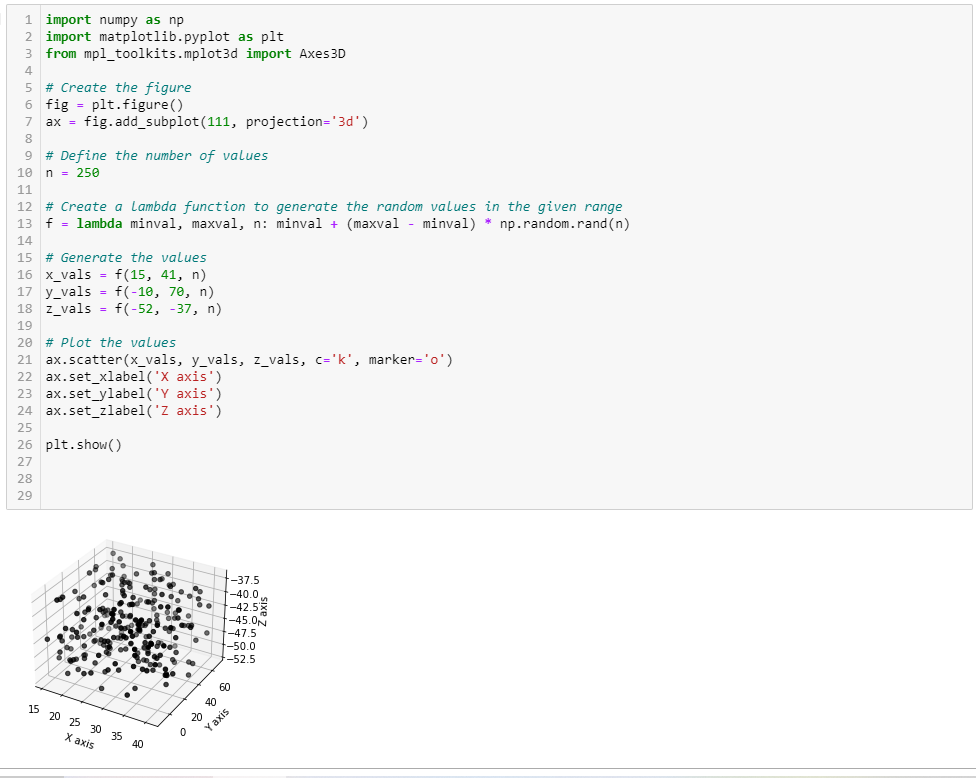 1 import numpy as np
2 import matplotlib.pyplot as plt
3 from mpl_toolkits.mplot3d import Axes3D
4
5 # Create the figure
6 fig = plt.figure()
7 ax = fig.add_subplot(111, projection='3d')
8
9 # Define the number of values
10 n = 250
11
12 # Create a lambda function to generate the random values in the given range
13 f = lambda minval, maxval, n: minval + (maxval - minval) * np.random.rand(n)
14
15 # Generate the values
16 x_vals = f(15, 41, n)
17 y_vals = f(-10, 70, n)
18 z_vals = f(-52, -37, n)
19
20 # Plot the values
21 ax.scatter(x_vals, y_vals, z_vals, c='k', marker='o')
22 ax.set_xlabel('X axis')
23 ax.set_ylabel('Y axis')
24 ax.set_zlabel('Z axis')
25
26 plt.show()
27
28
29
−37.5
−40.0
−42.5
−45.0
−47.5
−50.0
−52.5
Z axis
60
40
20
0
Y axis
15
20
25
30
35
40
X axis